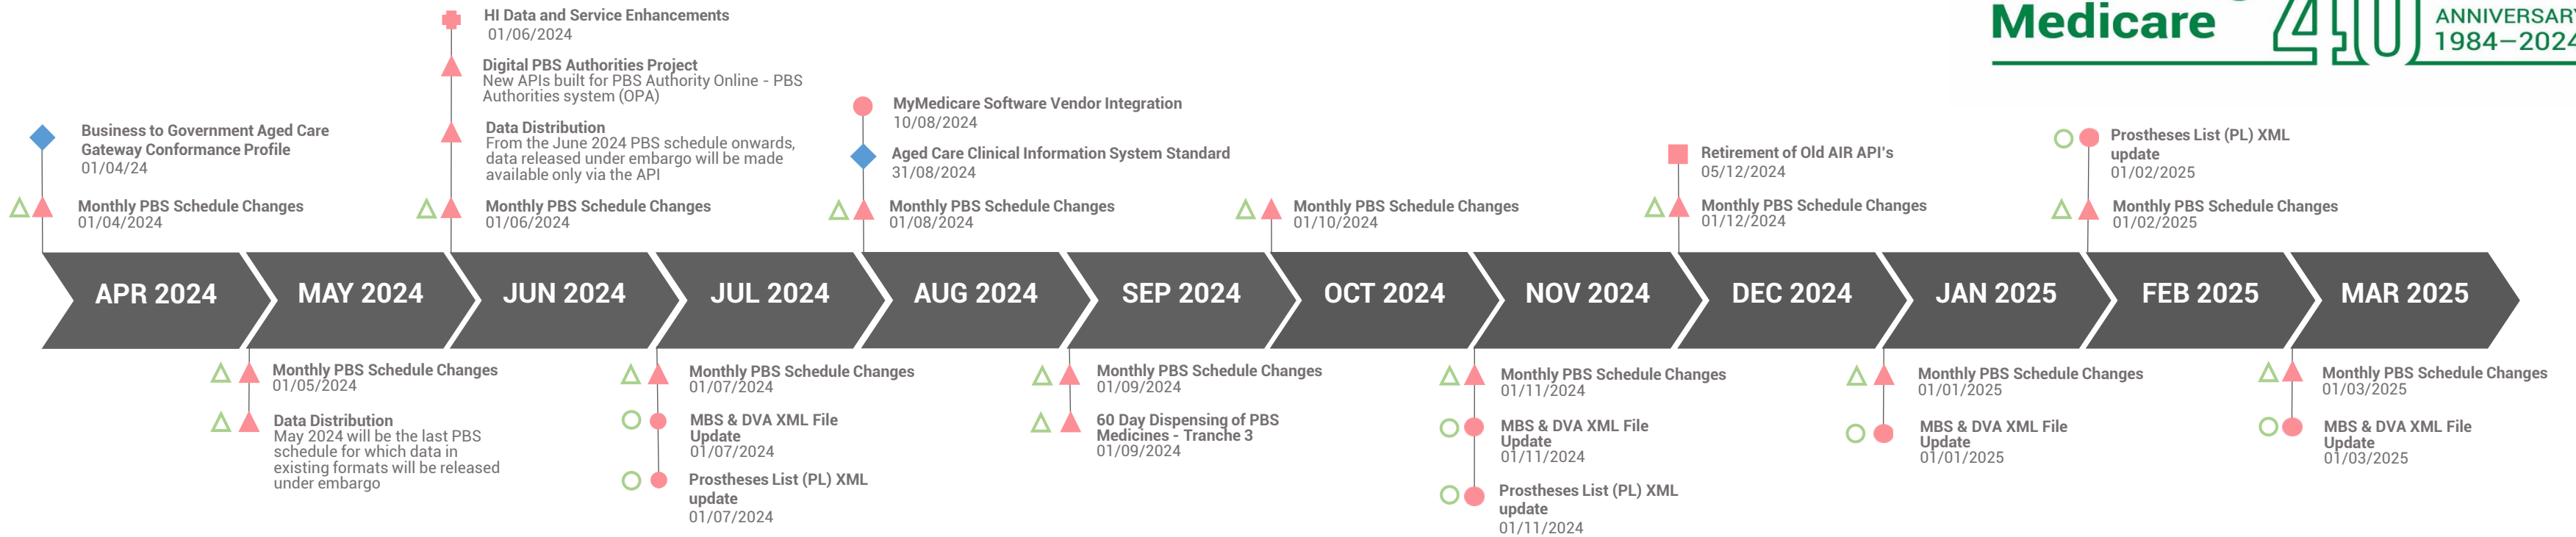 Medicare
40
ANNIVERSARY
1984–2024
HI Data and Service Enhancements
01/06/2024
Digital PBS Authorities Project
New APIs built for PBS Authority Online - PBS
Authorities system (OPA)
Data Distribution
From the June 2024 PBS schedule onwards,
data released under embargo will be made
available only via the API
Monthly PBS Schedule Changes
01/06/2024
Business to Government Aged Care
Gateway Conformance Profile
01/04/24
Monthly PBS Schedule Changes
01/04/2024
MyMedicare Software Vendor Integration
10/08/2024
Aged Care Clinical Information System Standard
31/08/2024
Monthly PBS Schedule Changes
01/08/2024
Monthly PBS Schedule Changes
01/10/2024
Retirement of Old AIR API's
05/12/2024
Monthly PBS Schedule Changes
01/12/2024
Prostheses List (PL) XML
update
01/02/2025
Monthly PBS Schedule Changes
01/02/2025
APR 2024
MAY 2024
JUN 2024
JUL 2024
AUG 2024
SEP 2024
OCT 2024
NOV 2024
DEC 2024
JAN 2025
FEB 2025
MAR 2025
Monthly PBS Schedule Changes
01/05/2024
Data Distribution
May 2024 will be the last PBS
schedule for which data in
existing formats will be released
under embargo
Monthly PBS Schedule Changes
01/07/2024
MBS & DVA XML File
Update
01/07/2024
Prostheses List (PL) XML
update
01/07/2024
Monthly PBS Schedule Changes
01/09/2024
60 Day Dispensing of PBS
Medicines - Tranche 3
01/09/2024
Monthly PBS Schedule Changes
01/11/2024
MBS & DVA XML File
Update
01/11/2024
Prostheses List (PL) XML
update
01/11/2024
Monthly PBS Schedule Changes
01/01/2025
MBS & DVA XML File
Update
01/01/2025
Monthly PBS Schedule Changes
01/03/2025
MBS & DVA XML File
Update
01/03/2025